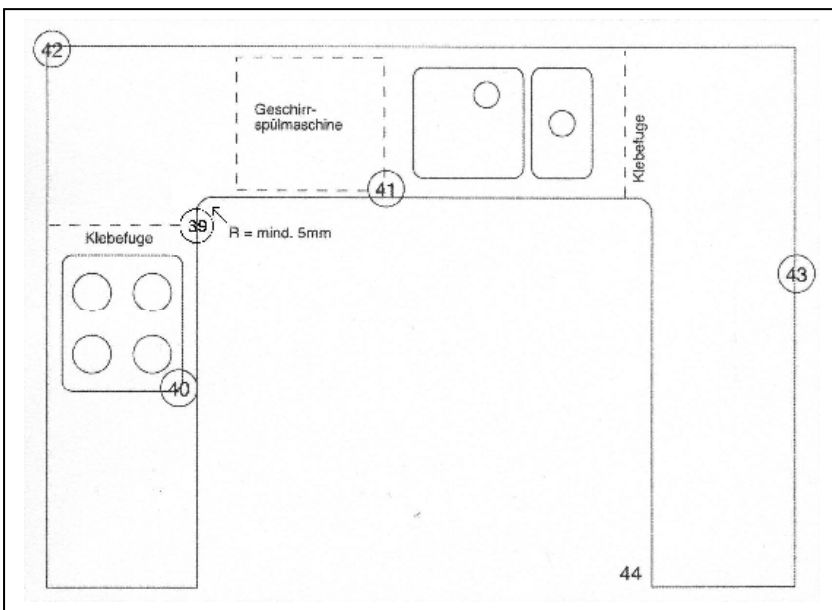 42
Geschirr-
spülmaschine
Klebefuge
41
39
R = mind. 5mm
Klebefuge
43
40
44